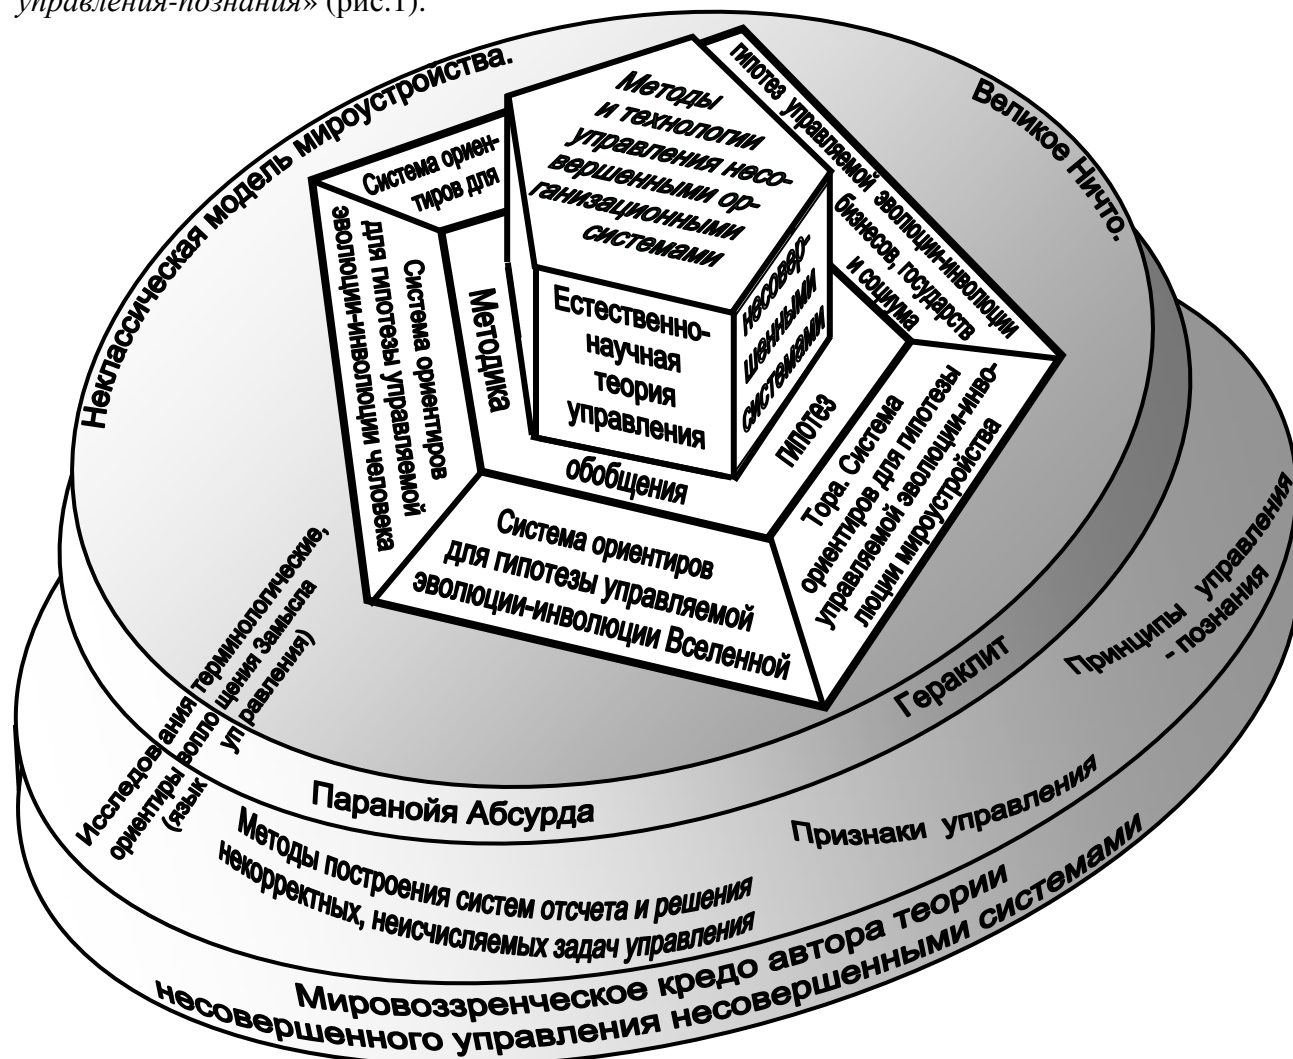 управления-познания» (рис.1).
Неклассическая модель мироустройства.
Великое Ничто.
Методы
и технологии
управления несо-
вершенными ор-
ганизационными
системами
гипотез управляемой эволюции-инволюции
бизнесов, государств
и социума
Система ориен-
тиров для
Система ориентиров
для гипотезы управляемой
эволюции-инволюции человека
Методика
Естественно-
научная
теория
управления
несовер-
шенными
системами
обобщения
гипотез
Тора. Система
ориентиров для гипотезы
управляемой эволюции-инво-
люции мироустройства
Система ориентиров
для гипотезы управляемой
эволюции-инволюции Вселенной
Исследования терминологические,
ориентиры воплощения Замысла
(язык управления)
Параной̆я Абсурда
Гераклит
Принципы управления
- познания
Методы построения систем отсчета и решения
некорректных, неисчисляемых задач управления
Признаки управления
Мировоззренческое кредо автора теории
несовершенного управления несовершенными системами